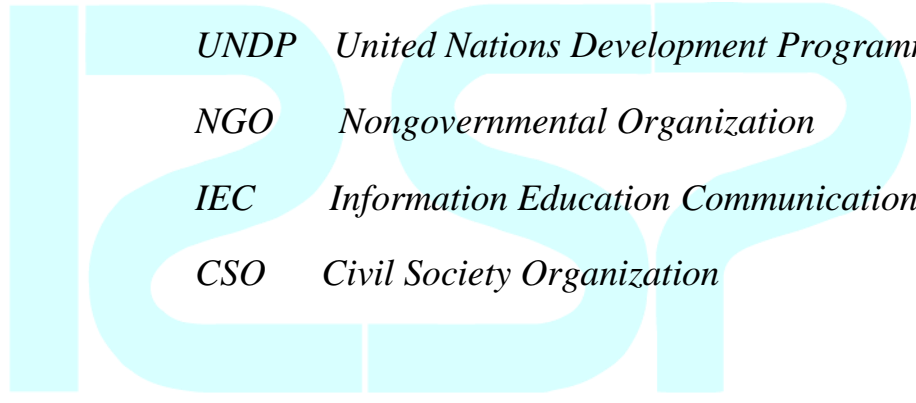 UNDP United Nations Development Programm
NGO Nongovernmental Organization
IEC Information Education Communication
CSO Civil Society Organization